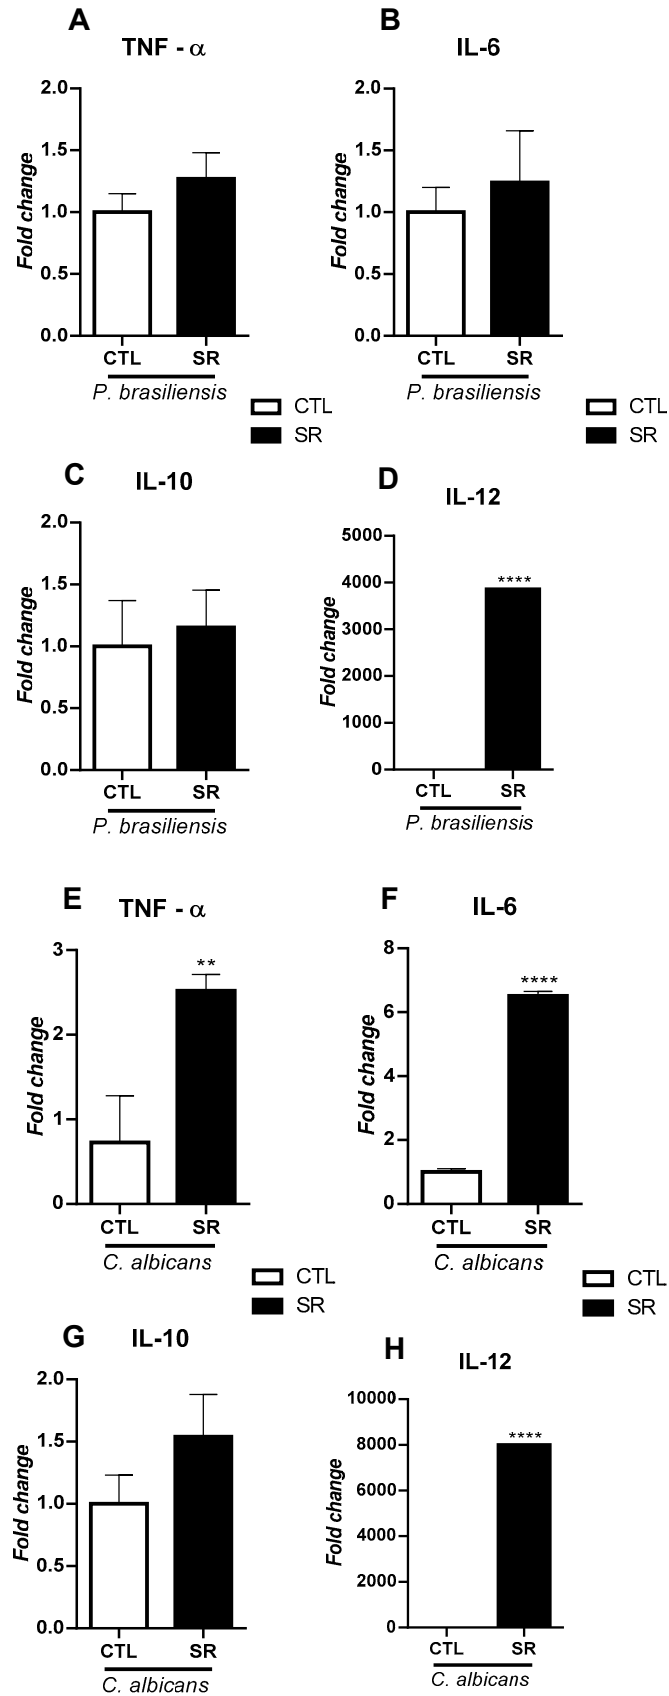 A
TNF - α
2.0
1.5
1.0
0.5
0.0
Fold change
CTL SR
P. brasiliensis
CTL
SR
B
IL-6
2.0
1.5
1.0
0.5
0.0
Fold change
CTL SR
P. brasiliensis
CTL
SR
C
IL-10
2.0
1.5
1.0
0.5
0.0
Fold change
CTL SR
P. brasiliensis
D
IL-12
5000
4000
3000
2000
1000
0
Fold change
****
CTL SR
P. brasiliensis
E
TNF - α
3
2
1
0
Fold change
**
CTL SR
C. albicans
CTL
SR
F
IL-6
8
6
4
2
0
Fold change
****
CTL SR
C. albicans
CTL
SR
G
IL-10
2.0
1.5
1.0
0.5
0.0
Fold change
CTL SR
C. albicans
H
IL-12
10000
8000
6000
4000
2000
0
Fold change
****
CTL SR
C. albicans